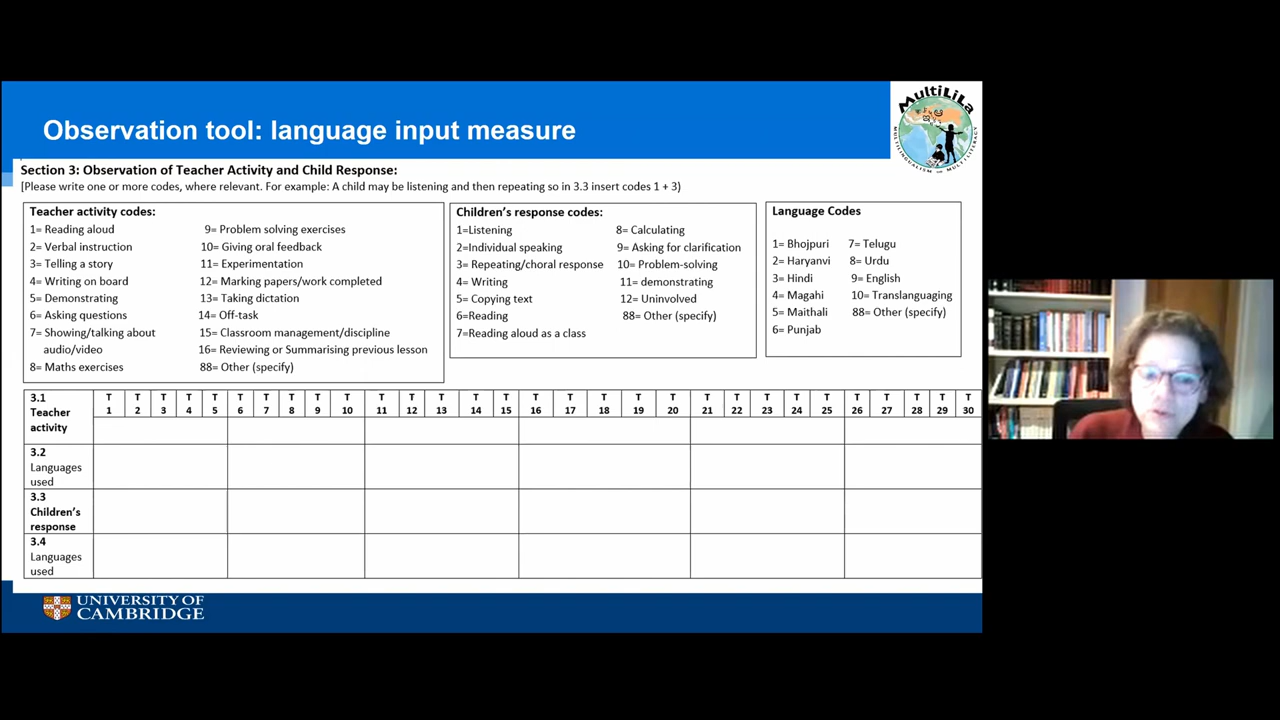 Observation tool: language input measure
MultiLiLa
MULTILINGUALISM MULTILITERACY
Section 3: Observation of Teacher Activity and Child Response:
[Please write one or more codes, where relevant. For example: A child may be listening and then repeating so in 3.3 insert codes 1 + 3)
Teacher activity codes:
1= Reading aloud
2= Verbal instruction
3= Telling a story
4= Writing on board
5= Demonstrating
6= Asking questions
7= Showing/talking about
audio/video
8= Maths exercises
9= Problem solving exercises
10= Giving oral feedback
11= Experimentation
12= Marking papers/work completed
13= Taking dictation
14= Off-task
15= Classroom management/discipline
16= Reviewing or Summarising previous lesson
88= Other (specify)
Children's response codes:
1=Listening
2=Individual speaking
3= Repeating/choral response
4= Writing
5= Copying text
6=Reading
7=Reading aloud as a class
8= Calculating
9= Asking for clarification
10= Problem-solving
11= demonstrating
12= Uninvolved
88= Other (specify)
Language Codes
1= Bhojpuri
2= Haryanvi
3= Hindi
4= Magahi
5= Maithali
6= Punjab
7= Telugu
8= Urdu
9= English
10= Translanguaging
88= Other (specify)
3.1 T T T T T T T T T T T T T T T T T T T T T T T T T T T T T T
Teacher 1 2 3 4 5 6 7 8 9 10 11 12 13 14 15 16 17 18 19 20 21 22 23 24 25 26 27 28 29 30
activity
3.2
Languages
used
3.3
Children's
response
3.4
Languages
used
UNIVERSITY OF
CAMBRIDGE